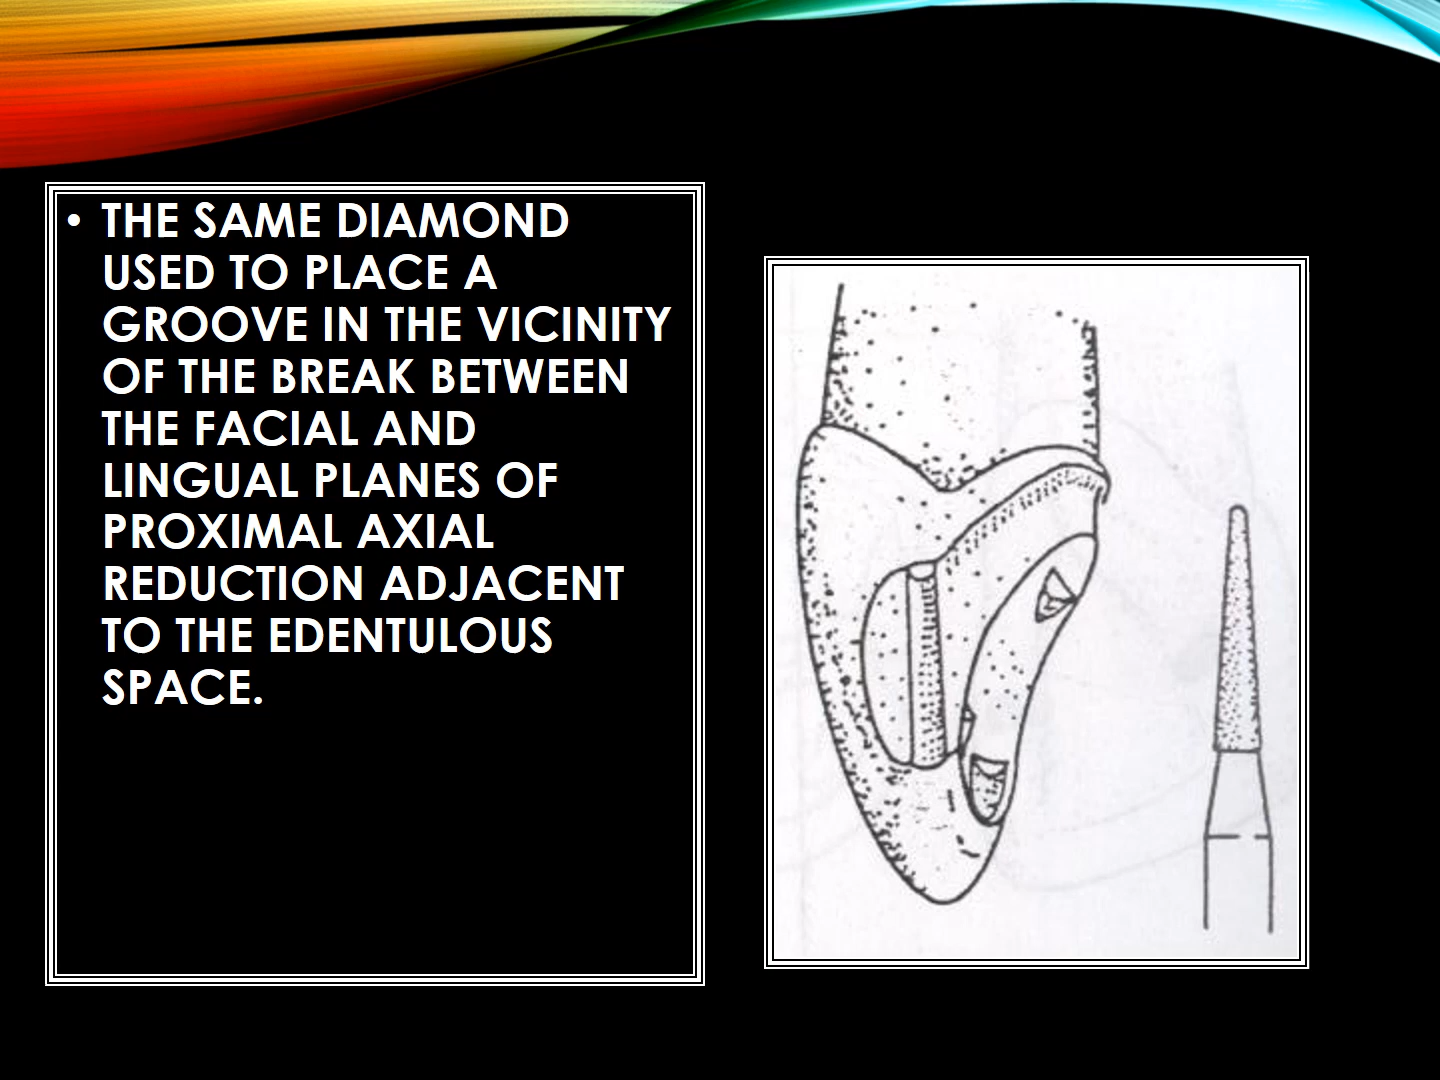 • THE SAME DIAMOND
USED TO PLACE A
GROOVE IN THE VICINITY
OF THE BREAK BETWEEN
THE FACIAL AND
LINGUAL PLANES OF
PROXIMAL AXIAL
REDUCTION ADJACENT
TO THE EDENTULOUS
SPACE.